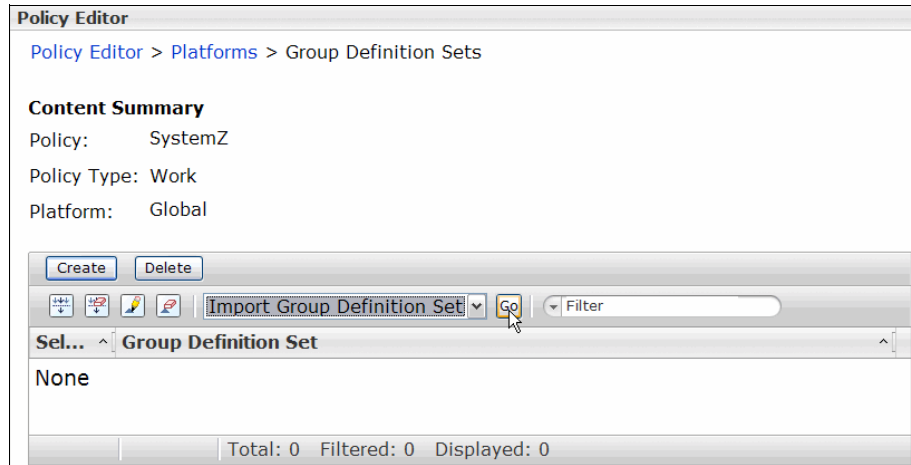 Policy Editor
Policy Editor > Platforms > Group Definition Sets
Content Summary
Policy: SystemZ
Policy Type: Work
Platform: Global
Create Delete
Import Group Definition Set Go Filter
Sel... Group Definition Set
None
Total: 0 Filtered: 0 Displayed: 0